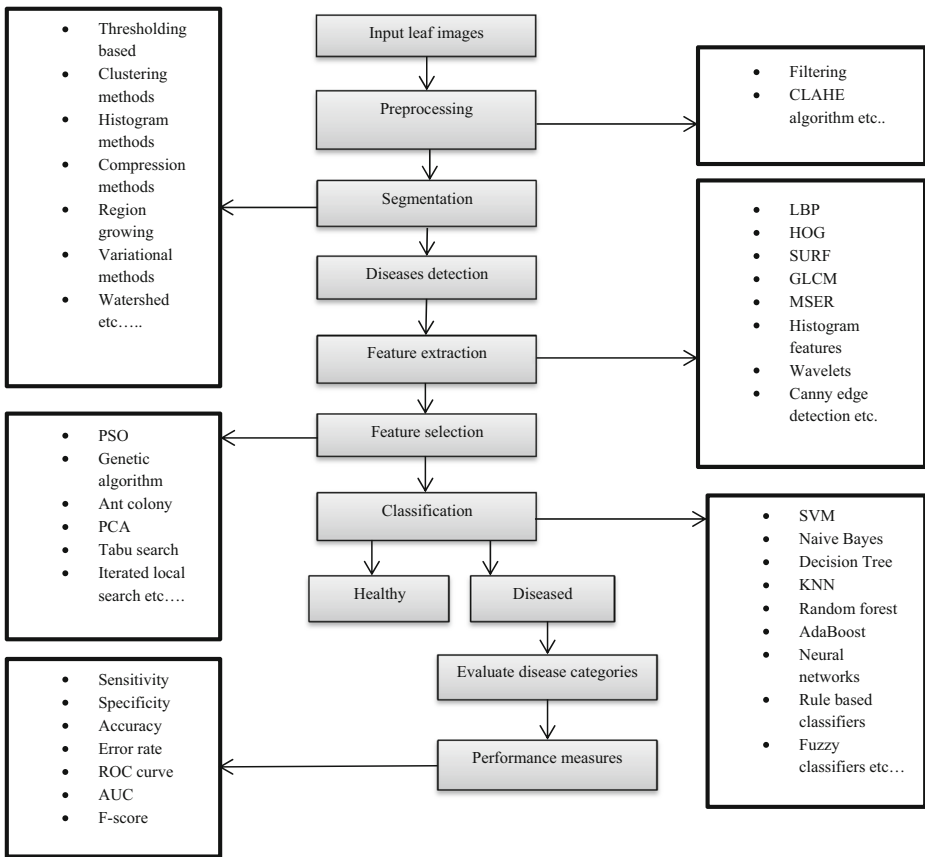 Input leaf images
Preprocessing
Segmentation
Diseases detection
Feature extraction
Feature selection
Classification
Healthy
Diseased
Evaluate disease categories
Performance measures
• Thresholding
based
• Clustering
methods
• Histogram
methods
• Compression
methods
• Region
growing
• Variational
methods
• Watershed
etc…..
• Filtering
• CLAHE
algorithm etc..
• LBP
• HOG
• SURF
• GLCM
• MSER
• Histogram
features
• Wavelets
• Canny edge
detection etc.
• PSO
• Genetic
algorithm
• Ant colony
• PCA
• Tabu search
• Iterated local
search etc….
• SVM
• Naive Bayes
• Decision Tree
• KNN
• Random forest
• AdaBoost
• Neural
networks
• Rule based
classifiers
• Fuzzy
classifiers etc…
• Sensitivity
• Specificity
• Accuracy
• Error rate
• ROC curve
• AUC
• F-score